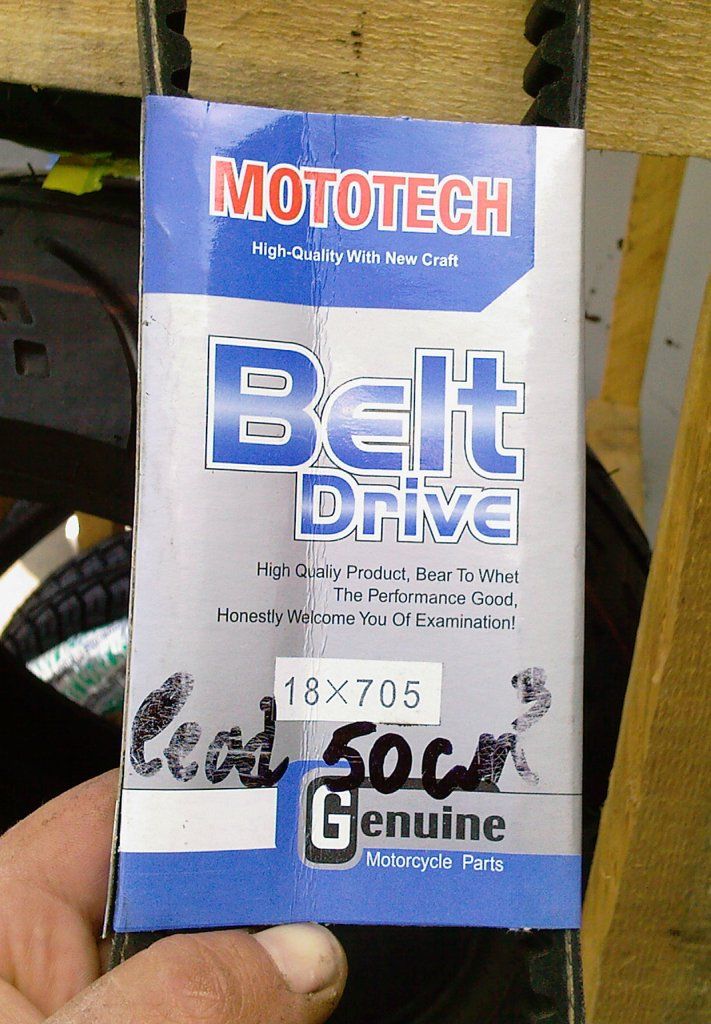 MOTOTECH
High-Quality With New Craft
Belt
Drive
High Qualiy Product, Bear To Whet
The Performance Good,
Honestly Welcome You Of Examination!
18×705
lead 50cm³
Genuine
Motorcycle Parts